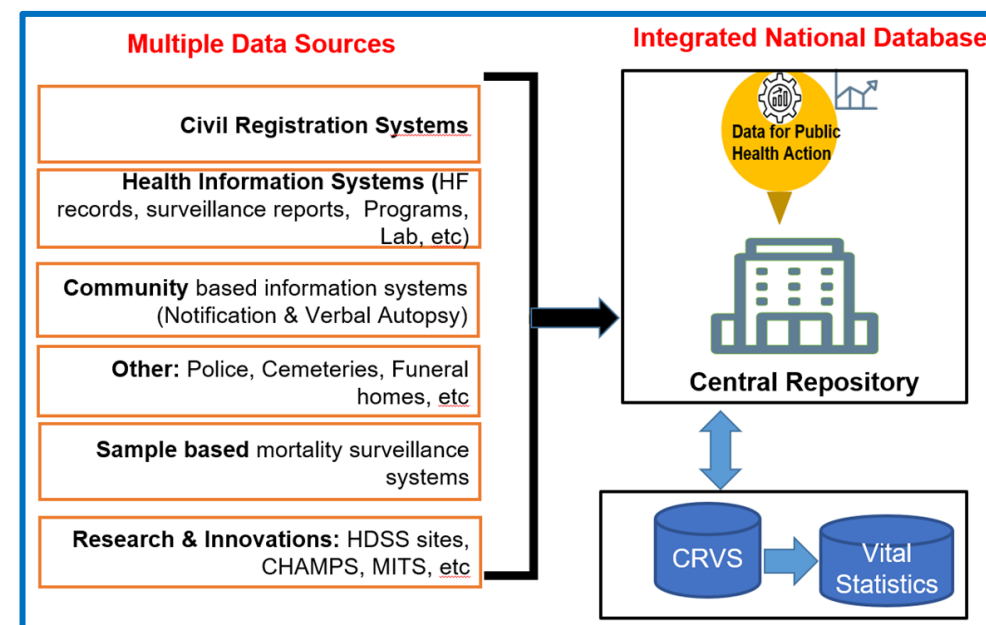 Multiple Data Sources
Civil Registration Systems
Health Information Systems (HF
records, surveillance reports, Programs,
Lab, etc)
Community based information systems
(Notification & Verbal Autopsy)
Other: Police, Cemeteries, Funeral
homes, etc
Sample based mortality surveillance
systems
Research & Innovations: HDSS sites,
CHAMPS, MITS, etc
Integrated National Database
Data for Public
Health Action
Central Repository
CRVS
Vital
Statistics